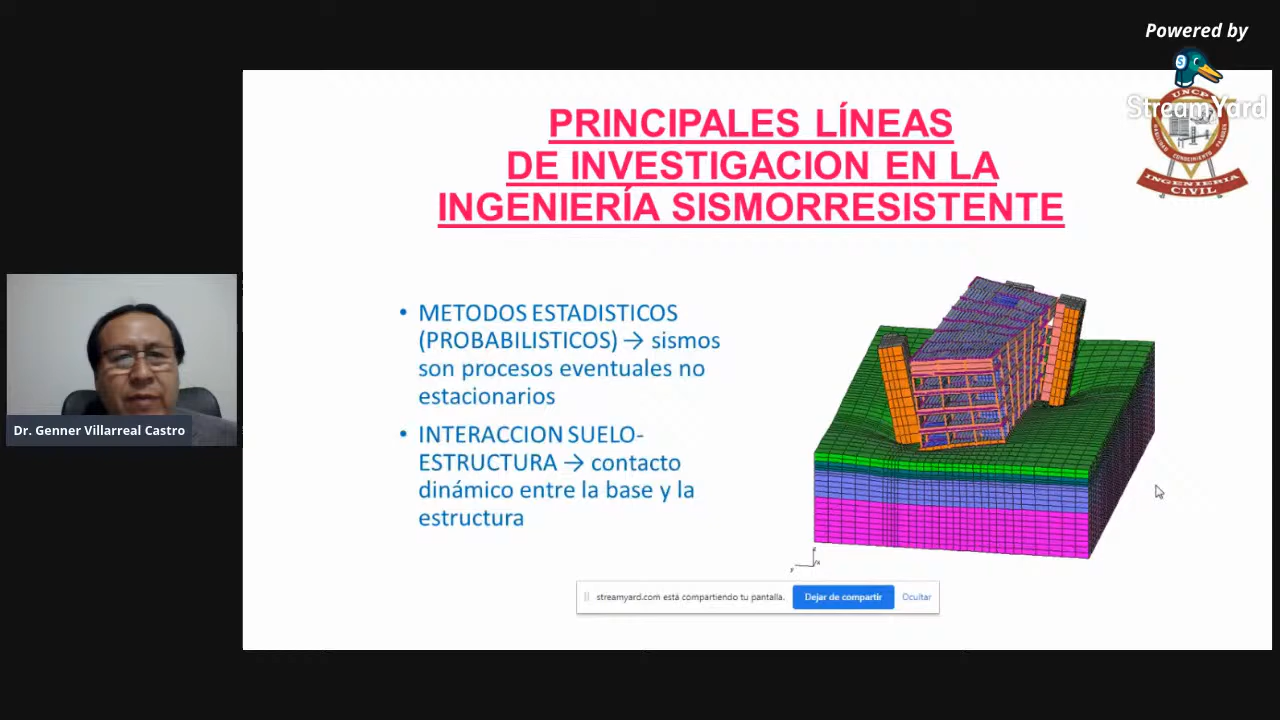 Powered by
StreamYard
PRINCIPALES LÍNEAS
DE INVESTIGACION EN LA
INGENIERÍA SISMORRESISTENTE
UNCP
CONOCIMIENTO
INGENIERIA
CIVIL
• METODOS ESTADISTICOS
(PROBABILISTICOS) → sismos
son procesos eventuales no
estacionarios
• INTERACCION SUELO-
ESTRUCTURA → contacto
dinámico entre la base y la
estructura
Dr. Genner Villarreal Castro
streamyard.com está compartiendo tu pantalla.
Dejar de compartir
Ocultar